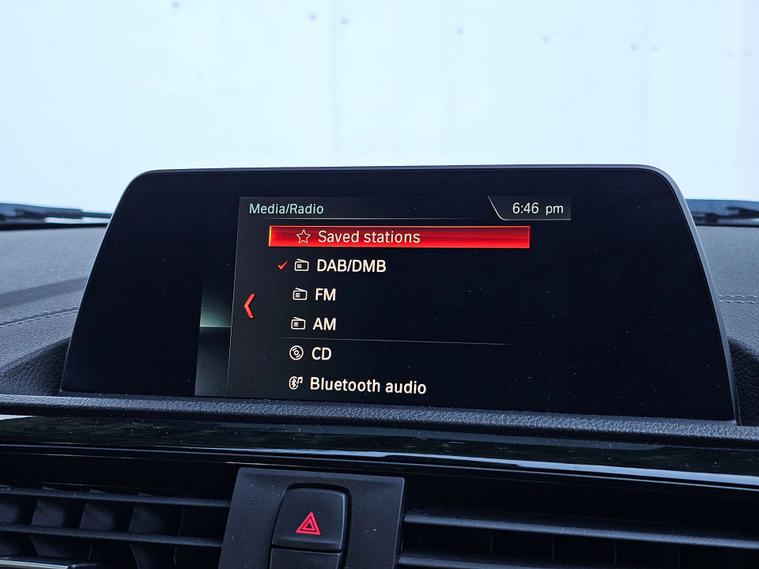 Media/Radio
6:46 pm
Saved stations
DAB/DMB
FM
AM
CD
Bluetooth audio